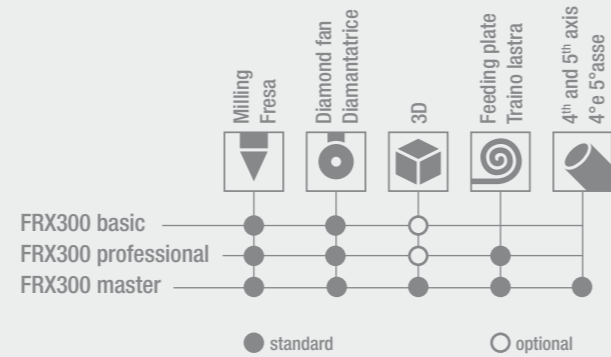 Milling
Fresa
Diamond fan
Diamantatrice
3D
Feeding plate
Traino lastra
4th and 5th axis
4°e 5°asse
FRX300 basic
FRX300 professional
FRX300 master
standard
optional